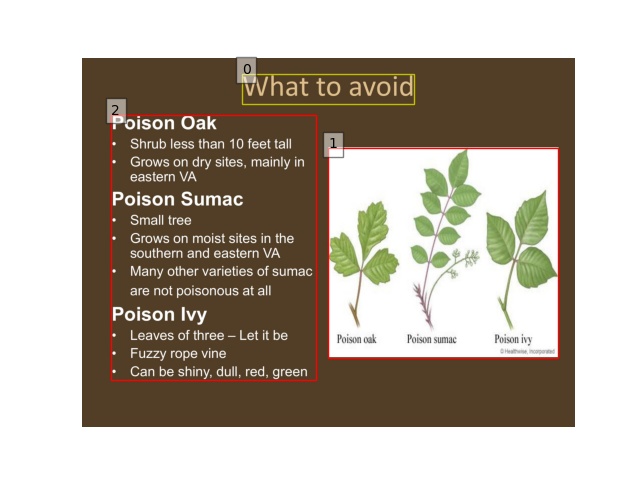 0
What to avoid
2
Poison Oak
• Shrub less than 10 feet tall
• Grows on dry sites, mainly in
eastern VA
Poison Sumac
• Small tree
• Grows on moist sites in the
southern and eastern VA
• Many other varieties of sumac
are not poisonous at all
Poison Ivy
• Leaves of three – Let it be
• Fuzzy rope vine
• Can be shiny, dull, red, green
1
Poison oak
Poison sumac
Poison ivy
© Healthwise, Incorporated